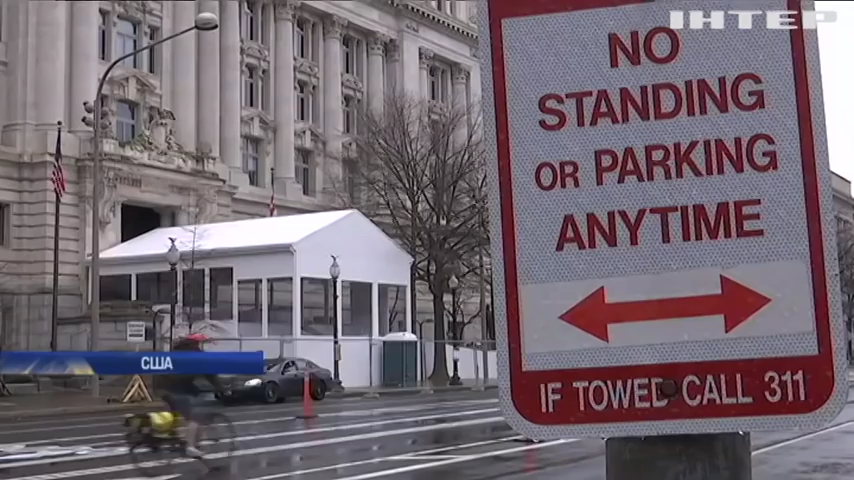 ІНТЕР
NO
STANDING
OR PARKING
ANYTIME
IF TOWED CALL 311
США